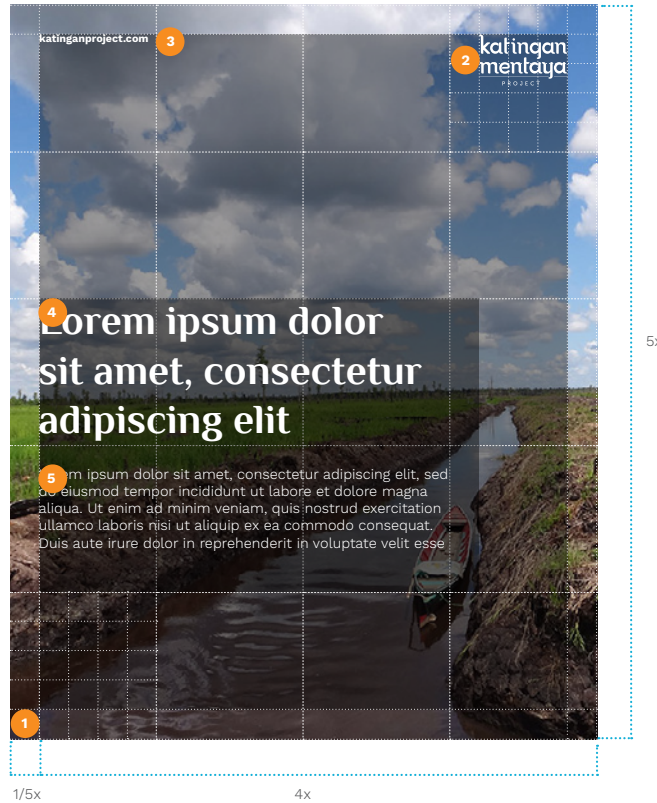 katinganproject.com
3
2
katingan
mentaya
PROJECT
4
Lorem ipsum dolor
sit amet, consectetur
adipiscing elit
5
ipsum dolor sit amet, consectetur adipiscing elit, sed
do eiusmod tempor incididunt ut labore et dolore magna
aliqua. Ut enim ad minim veniam, quis nostrud exercitation
ullamco laboris nisi ut aliquip ex ea commodo consequat.
Duis aute irure dolor in reprehenderit in voluptate velit esse
1
1/5x
4x